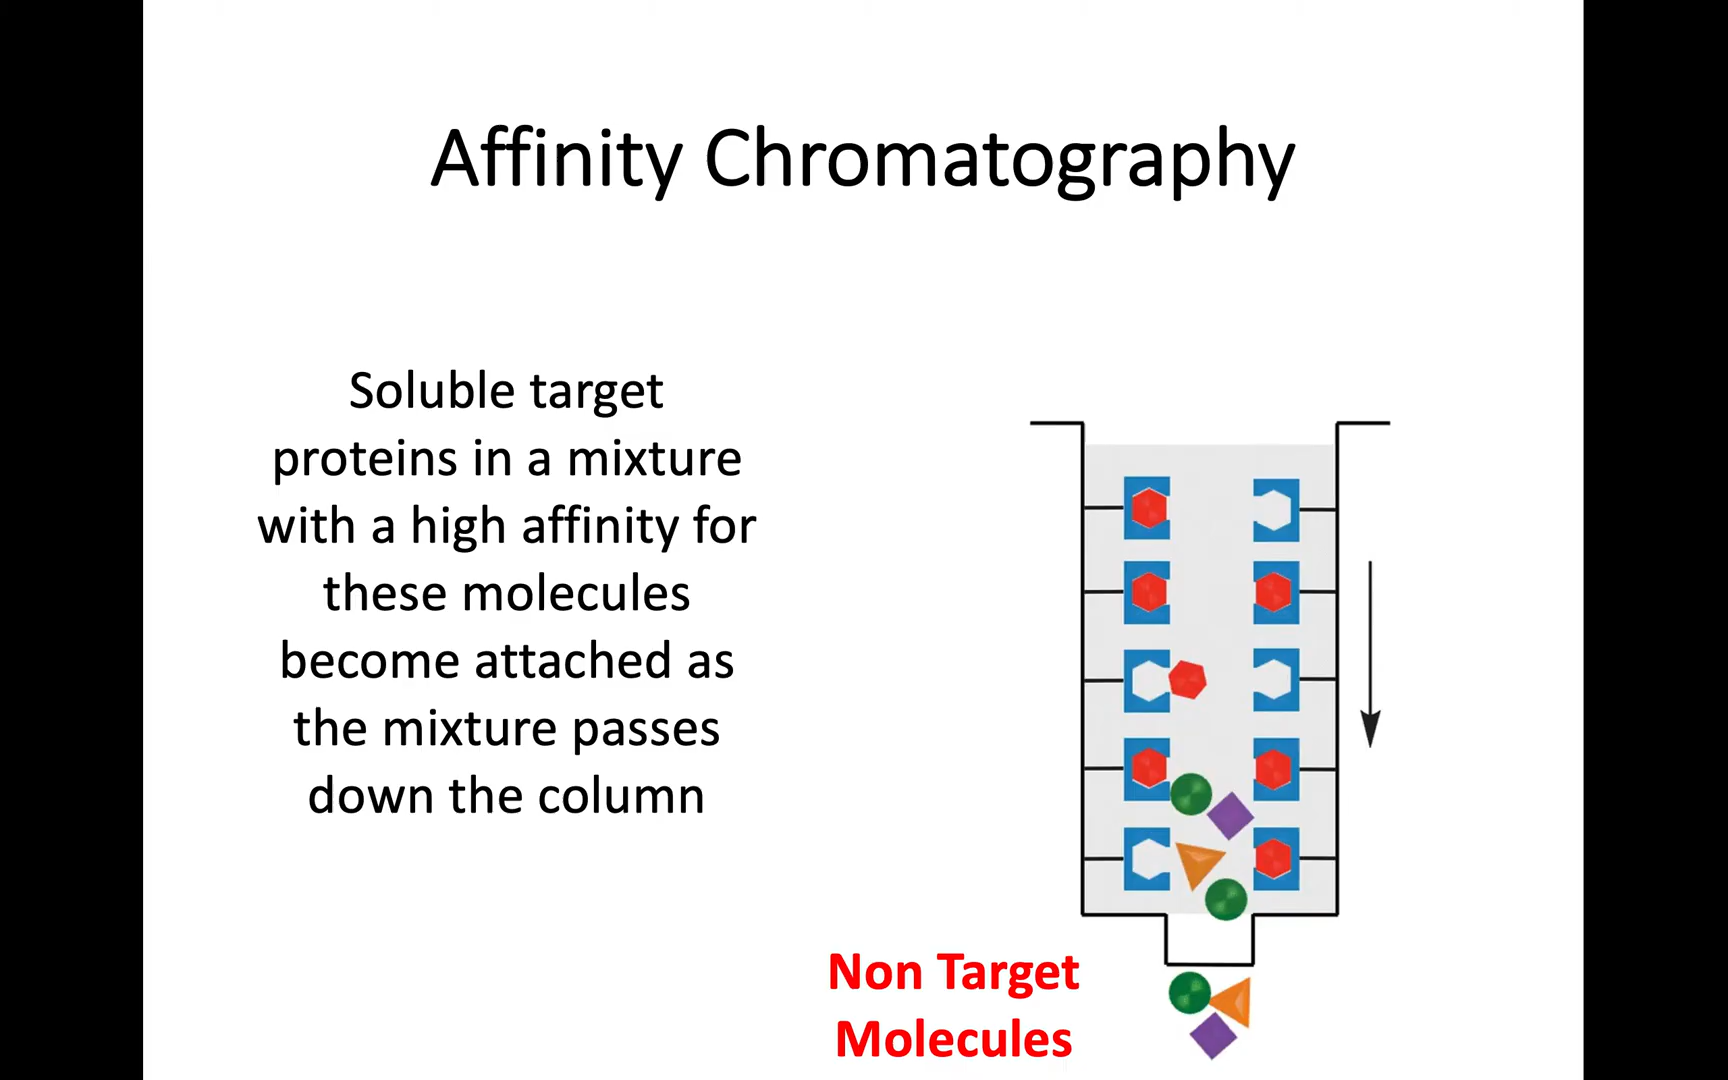 Affinity Chromatography
Soluble target
proteins in a mixture
with a high affinity for
these molecules
become attached as
the mixture passes
down the column
Non Target
Molecules